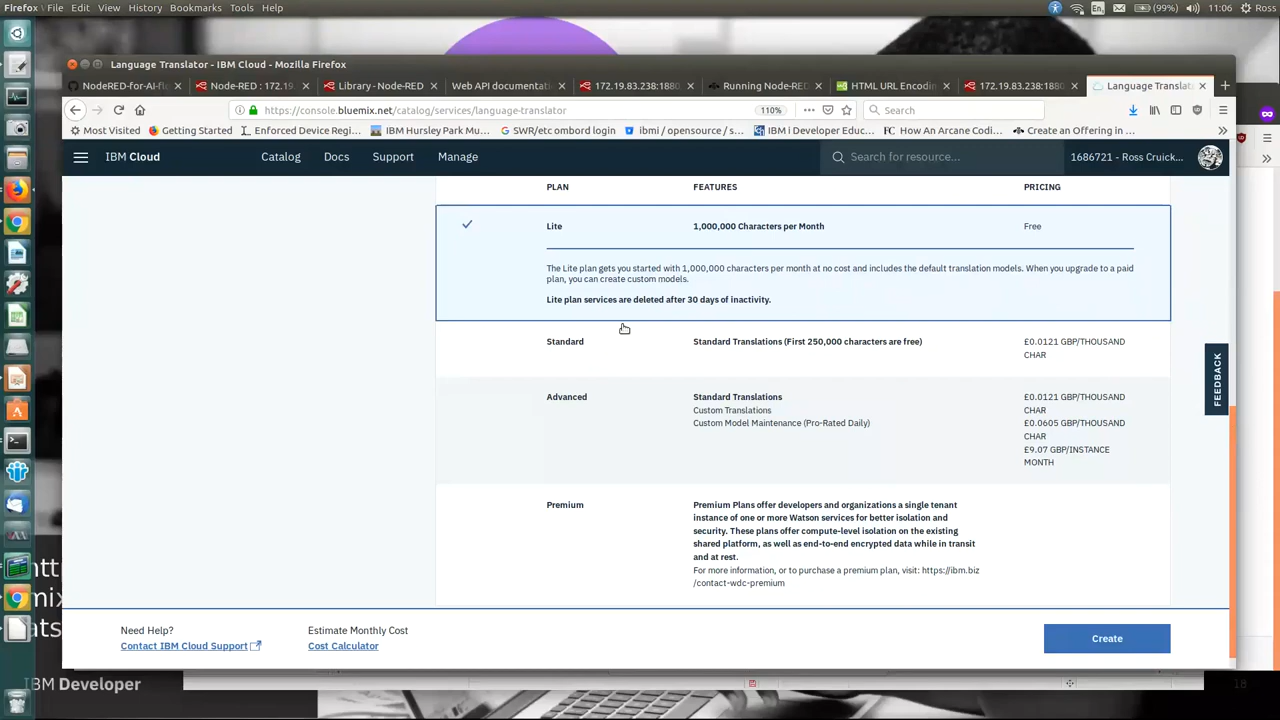 Firefox File Edit View History Bookmarks Tools Help
En (99%) 11:06 Ross
Language Translator - IBM Cloud - Mozilla Firefox
NodeRED-for-AI-fi
Node-RED : 172.19.
Library - Node-RED
Web API documentati
172.19.83.238:1880
Running Node-RED
HTML URL Encodin
172.19.83.238:1880
Language Translat
https://console.bluemix.net/catalog/services/language-translator
110%
Search
Most Visited
Getting Started
Enforced Device Regi...
IBM Hursley Park Mu...
SWR/etc ombord login
ibmi / opensource / s...
IBM i Developer Educ...
How An Arcane Codi...
Create an Offering in ...
IBM Cloud
Catalog
Docs
Support
Manage
Search for resource...
1686721 - Ross Cruick...
PLAN FEATURES PRICING
Lite 1,000,000 Characters per Month Free
The Lite plan gets you started with 1,000,000 characters per month at no cost and includes the default translation models. When you upgrade to a paid
plan, you can create custom models.
Lite plan services are deleted after 30 days of inactivity.
Standard Standard Translations (First 250,000 characters are free) £0.0121 GBP/THOUSAND
CHAR
Advanced Standard Translations £0.0121 GBP/THOUSAND
Custom Translations CHAR
Custom Model Maintenance (Pro-Rated Daily) £0.0605 GBP/THOUSAND
CHAR
£9.07 GBP/INSTANCE
MONTH
Premium Premium Plans offer developers and organizations a single tenant
instance of one or more Watson services for better isolation and
security. These plans offer compute-level isolation on the existing
shared platform, as well as end-to-end encrypted data while in transit
and at rest.
For more information, or to purchase a premium plan, visit: https://ibm.biz
/contact-wdc-premium
FEEDBACK
Need Help? Estimate Monthly Cost
Contact IBM Cloud Support Cost Calculator
Create
IBM Developer
18